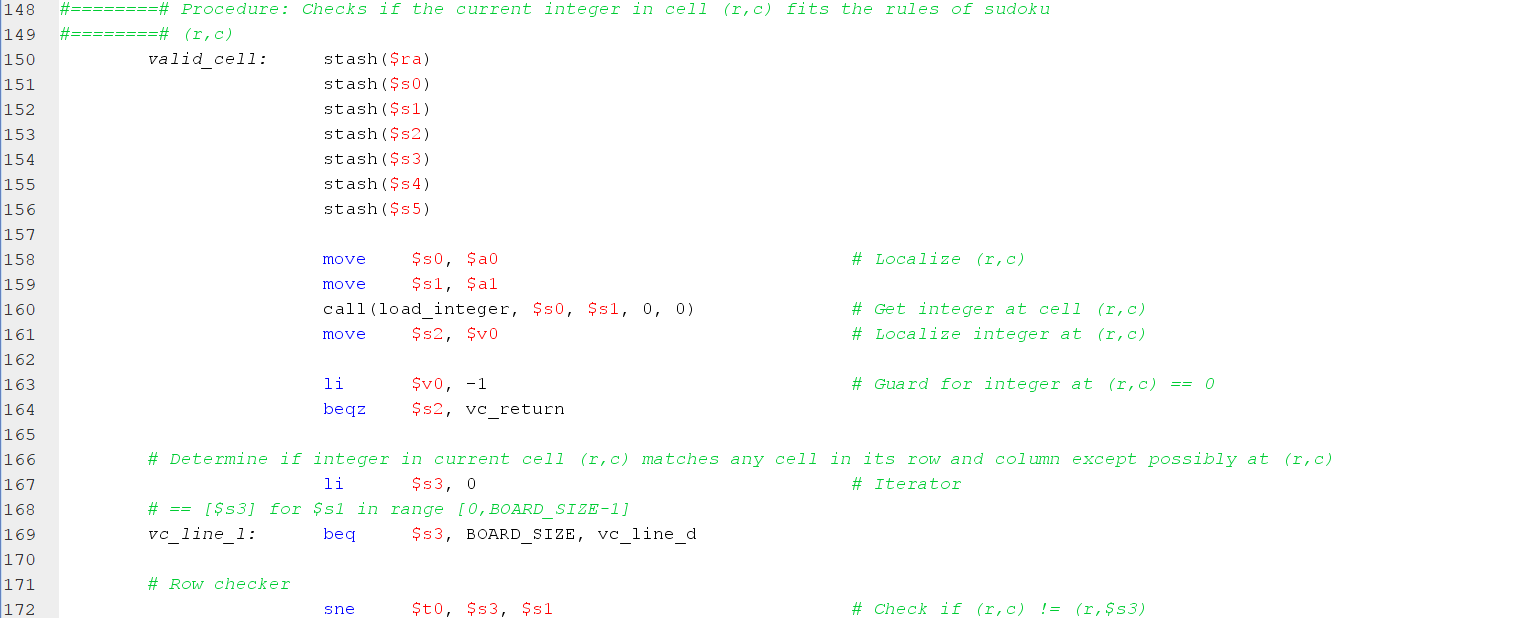 148 #========# Procedure: Checks if the current integer in cell (r,c) fits the rules of sudoku
149 #========# (r,c)
150 valid_cell: stash($ra)
151 stash($s0)
152 stash($s1)
153 stash($s2)
154 stash($s3)
155 stash($s4)
156 stash($s5)
157
158 move $s0, $a0 # Localize (r,c)
159 move $s1, $a1
160 call(load_integer, $s0, $s1, 0, 0) # Get integer at cell (r,c)
161 move $s2, $v0 # Localize integer at (r,c)
162
163 li $v0, -1 # Guard for integer at (r,c) == 0
164 beqz $s2, vc_return
165
166 # Determine if integer in current cell (r,c) matches any cell in its row and column except possibly at (r,c)
167 li $s3, 0 # Iterator
168 # == [$s3] for $s1 in range [0,BOARD_SIZE-1]
169 vc_line_l: beq $s3, BOARD_SIZE, vc_line_d
170
171 # Row checker
172 sne $t0, $s3, $s1 # Check if (r,c) != (r,$s3)